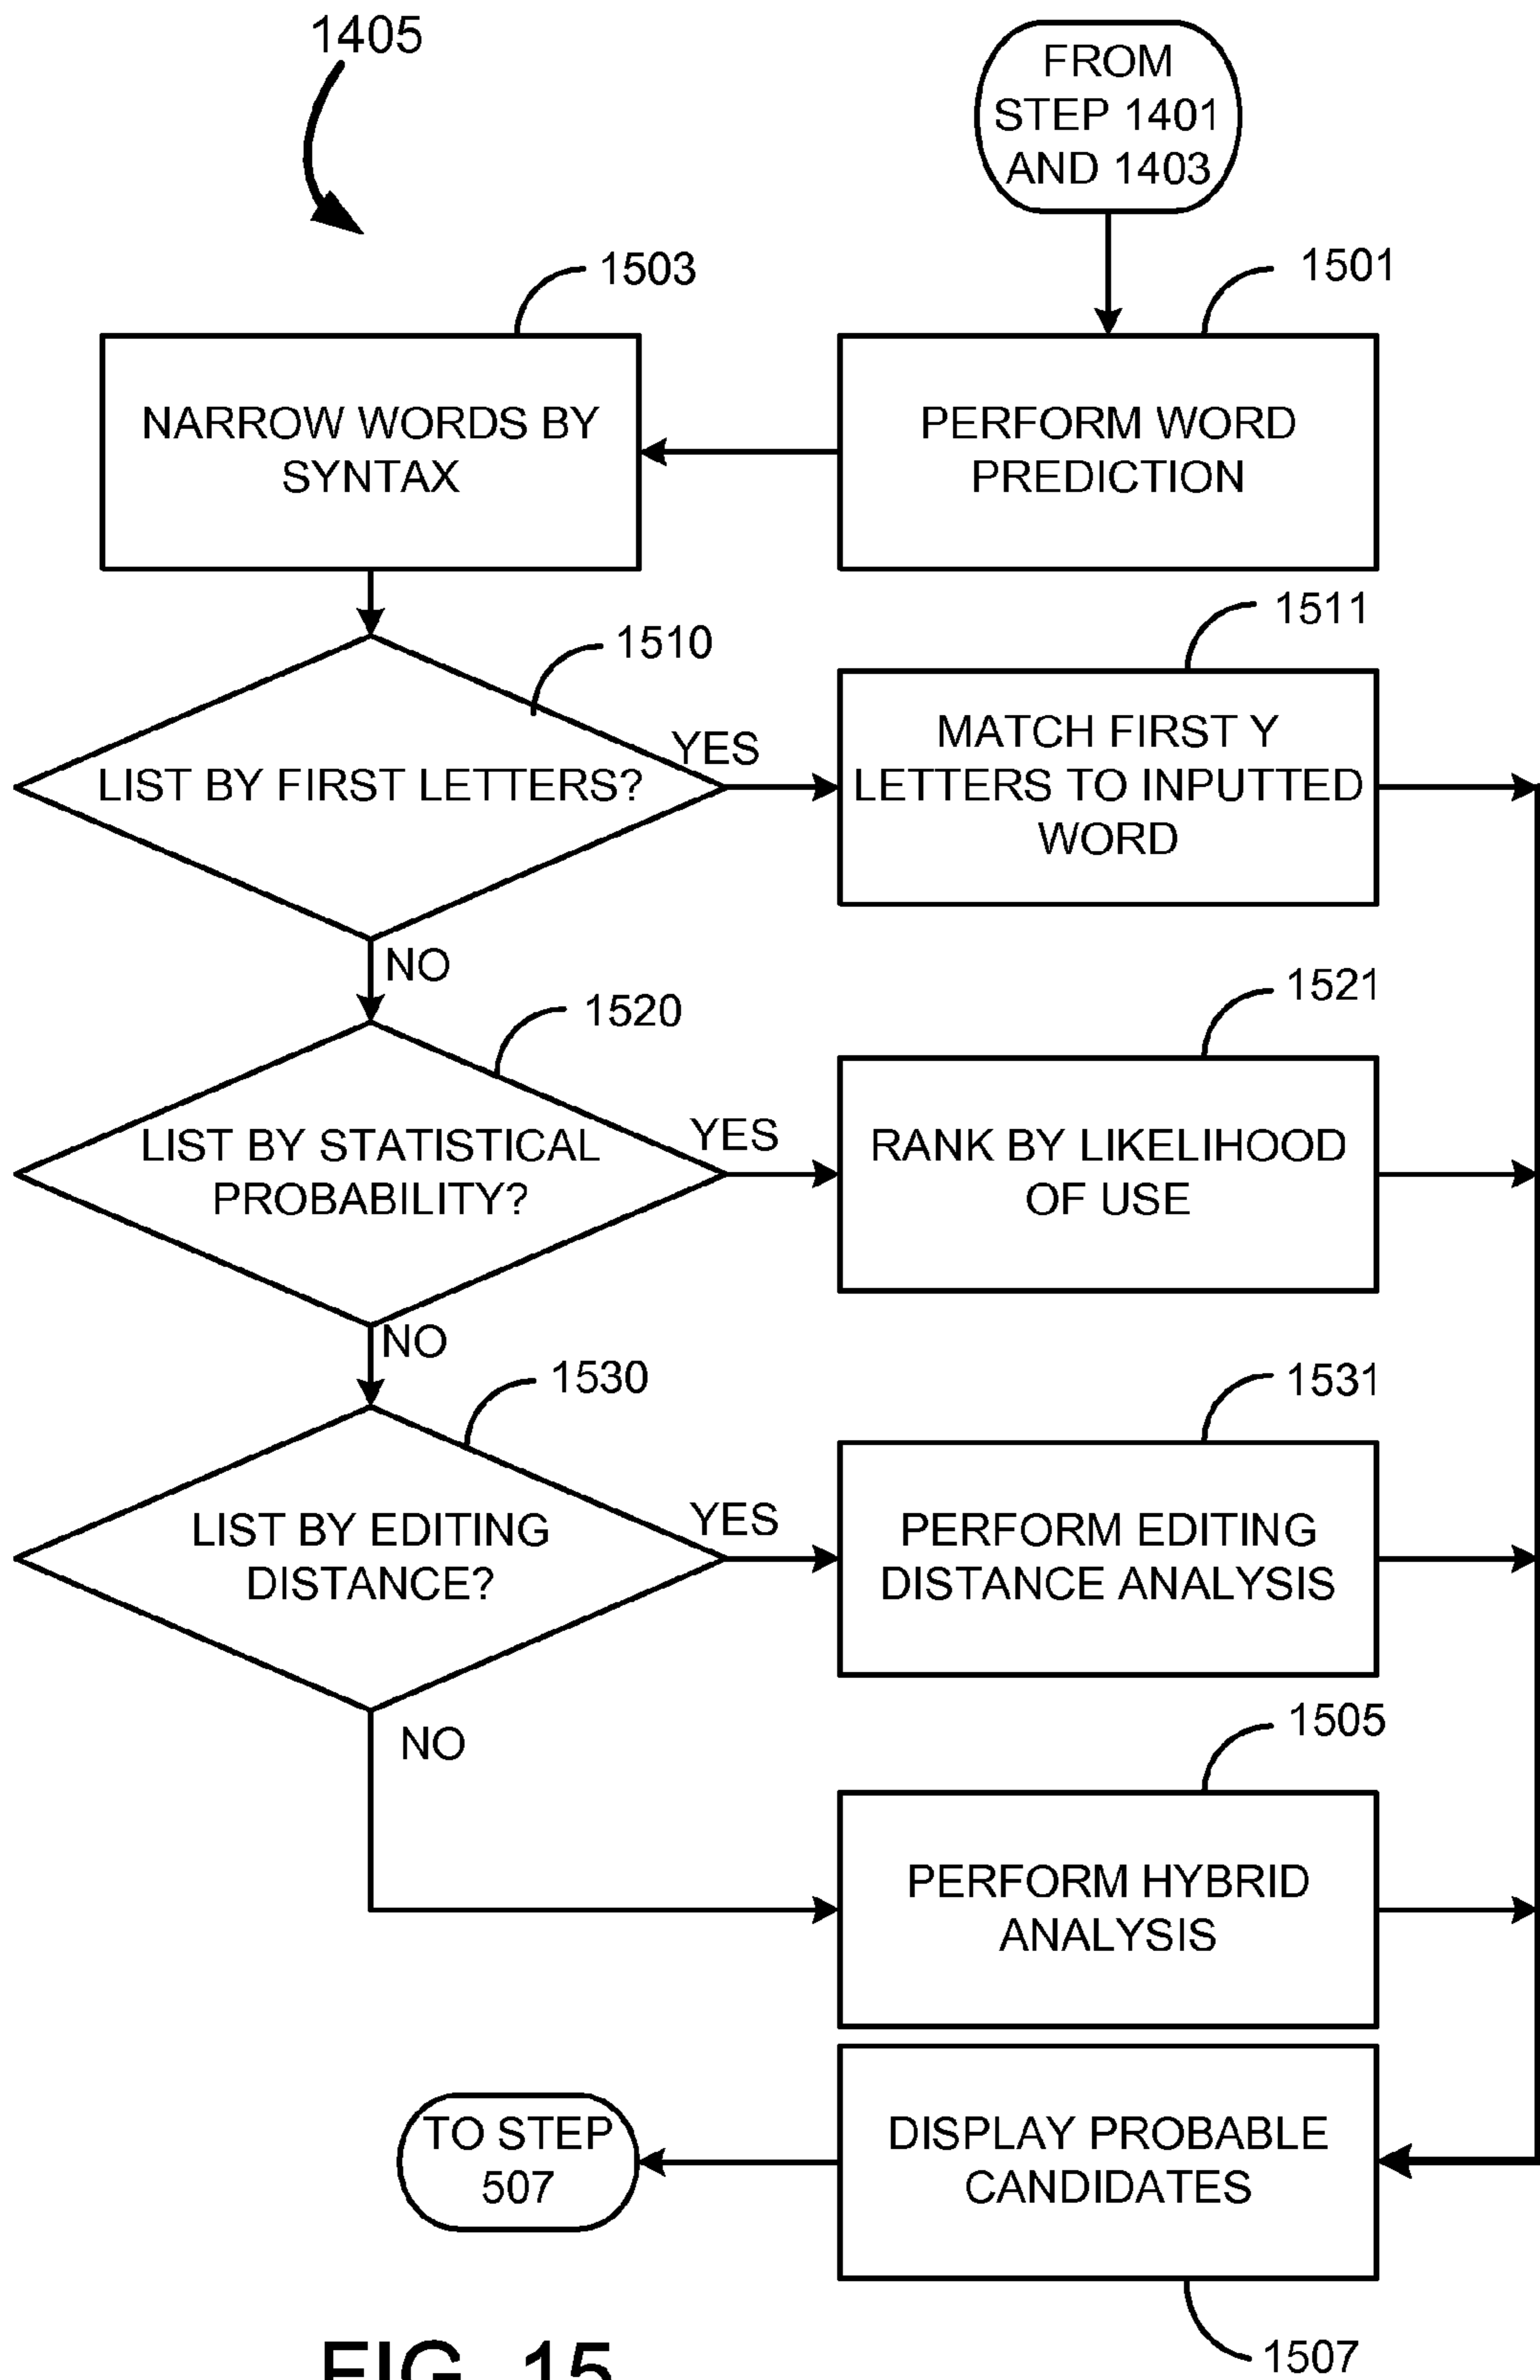 1405
FROM
STEP 1401
AND 1403
1503
1501
NARROW WORDS BY
SYNTAX
PERFORM WORD
PREDICTION
1510
1511
LIST BY FIRST LETTERS?
YES
MATCH FIRST Y
LETTERS TO INPUTTED
WORD
NO
1520
1521
LIST BY STATISTICAL
PROBABILITY?
YES
RANK BY LIKELIHOOD
OF USE
NO
1530
1531
LIST BY EDITING
DISTANCE?
YES
PERFORM EDITING
DISTANCE ANALYSIS
NO
1505
PERFORM HYBRID
ANALYSIS
TO STEP
507
DISPLAY PROBABLE
CANDIDATES
1507
FIG. 15